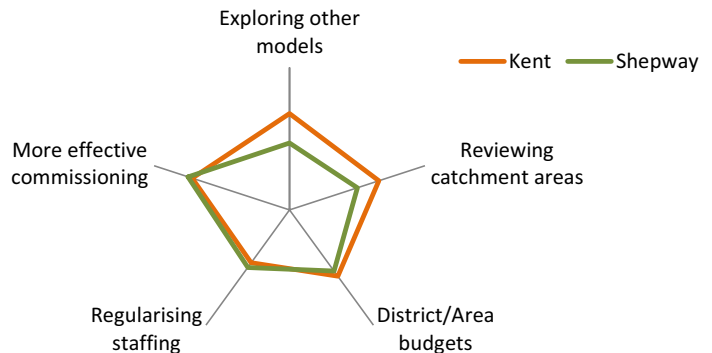 Exploring other
models
Kent
Shepway
Reviewing
catchment areas
District/Area
budgets
Regularising
staffing
More effective
commissioning